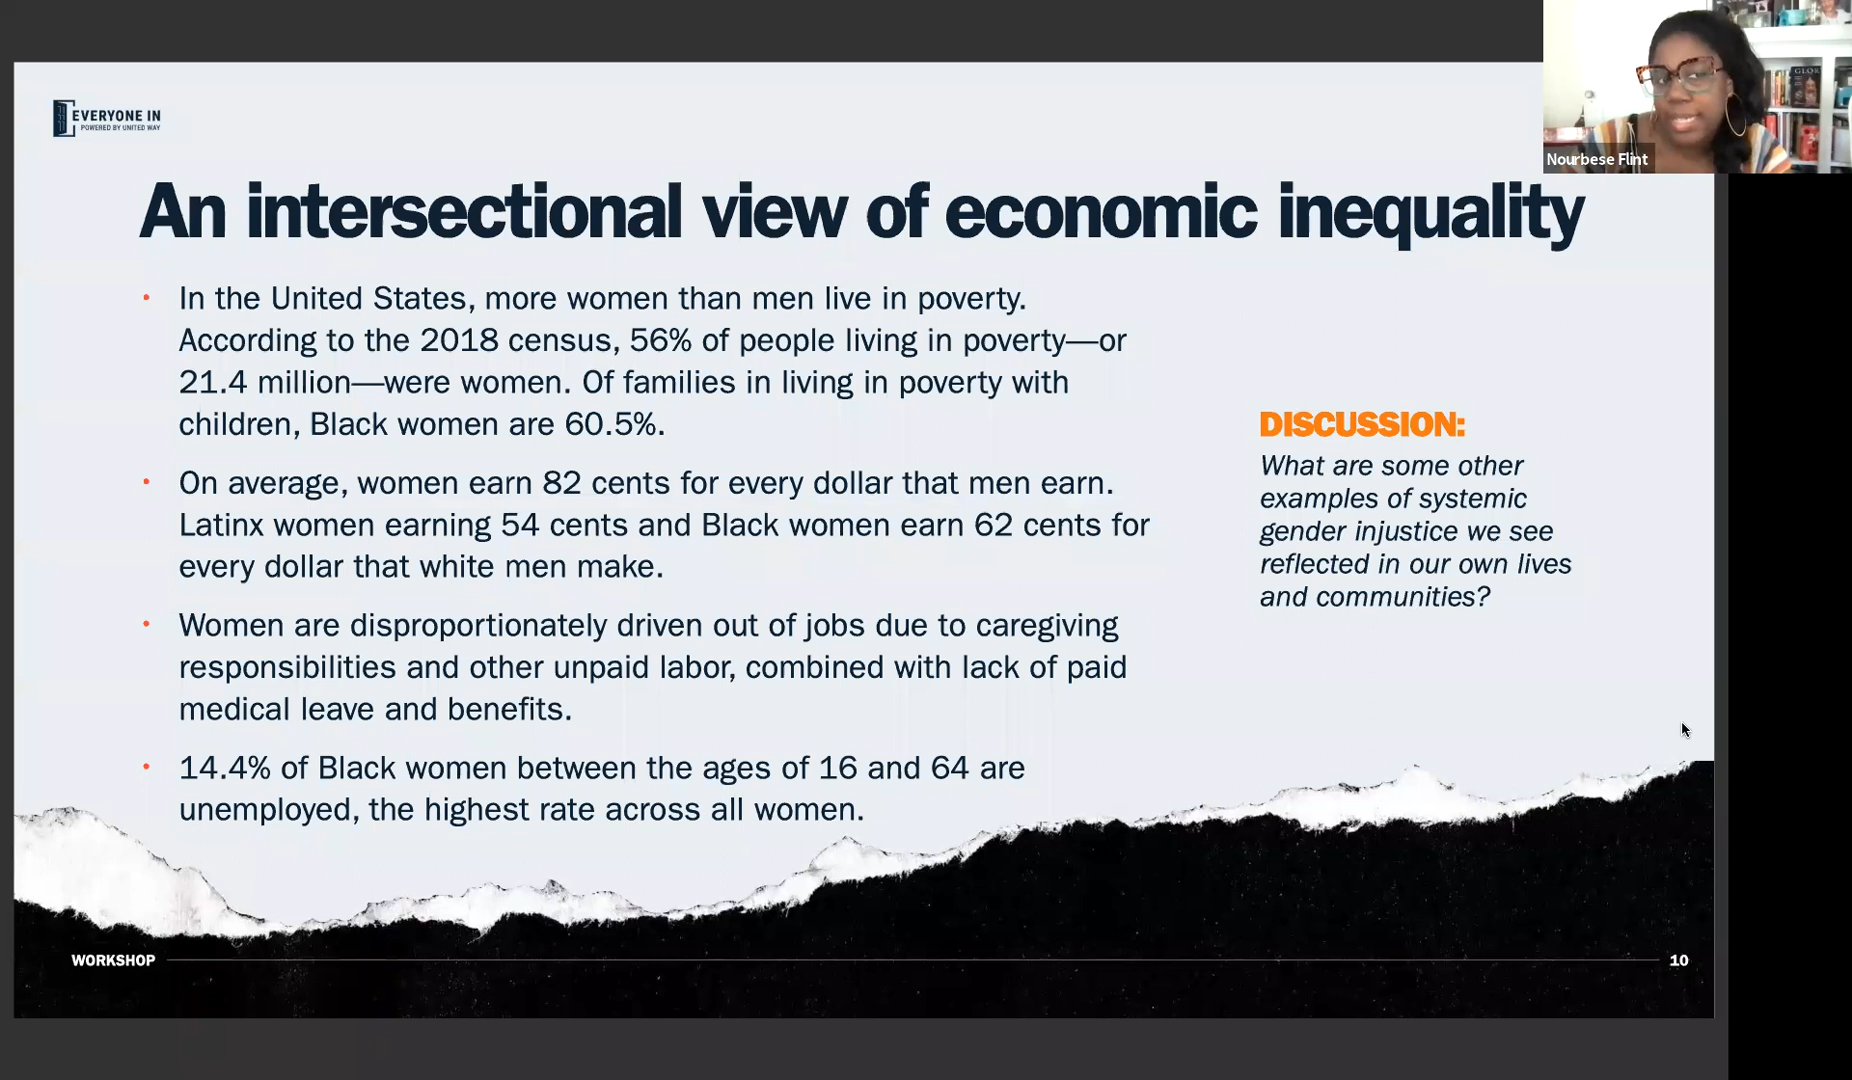 EVERYONE IN
POWERED BY UNITED WAY
GLOR
Nourbese Flint
An intersectional view of economic inequality
• In the United States, more women than men live in poverty.
According to the 2018 census, 56% of people living in poverty—or
21.4 million—were women. Of families in living in poverty with
children, Black women are 60.5%.
• On average, women earn 82 cents for every dollar that men earn.
Latinx women earning 54 cents and Black women earn 62 cents for
every dollar that white men make.
• Women are disproportionately driven out of jobs due to caregiving
responsibilities and other unpaid labor, combined with lack of paid
medical leave and benefits.
• 14.4% of Black women between the ages of 16 and 64 are
unemployed, the highest rate across all women.
DISCUSSION:
What are some other
examples of systemic
gender injustice we see
reflected in our own lives
and communities?
WORKSHOP
10